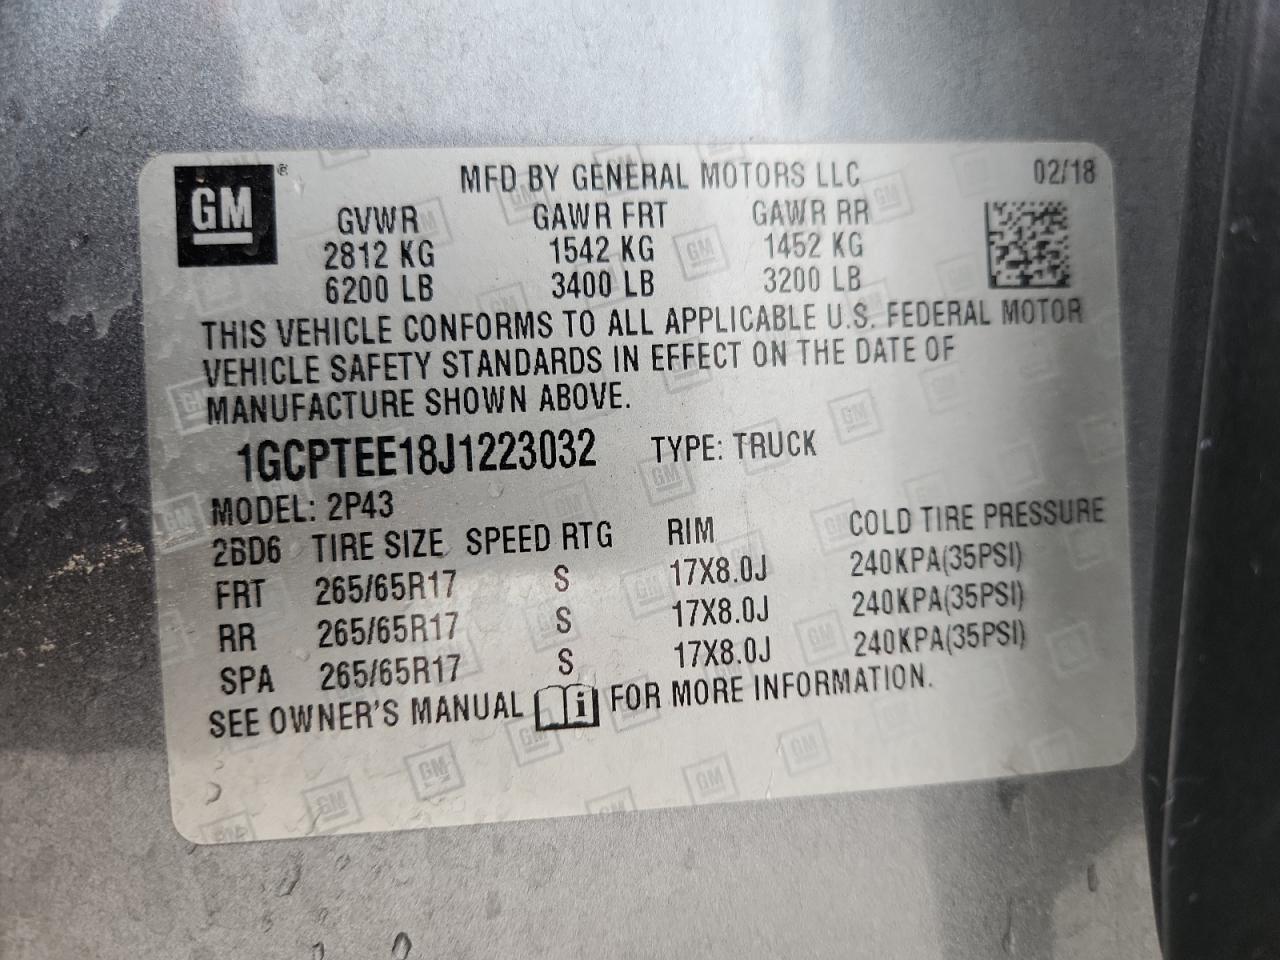 GM ® MFD BY GENERAL MOTORS LLC 02/18
GVWR GAWR FRT GAWR RR
2812 KG 1542 KG 1452 KG
6200 LB 3400 LB 3200 LB
THIS VEHICLE CONFORMS TO ALL APPLICABLE U.S. FEDERAL MOTOR
VEHICLE SAFETY STANDARDS IN EFFECT ON THE DATE OF
MANUFACTURE SHOWN ABOVE.
1GCPTEE18J1223032 TYPE: TRUCK
MODEL: 2P43
2BD6 TIRE SIZE SPEED RTG RIM COLD TIRE PRESSURE
FRT 265/65R17 S 17X8.0J 240KPA(35PSI)
RR 265/65R17 S 17X8.0J 240KPA(35PSI)
SPA 265/65R17 S 17X8.0J 240KPA(35PSI)
SEE OWNER'S MANUAL i FOR MORE INFORMATION.